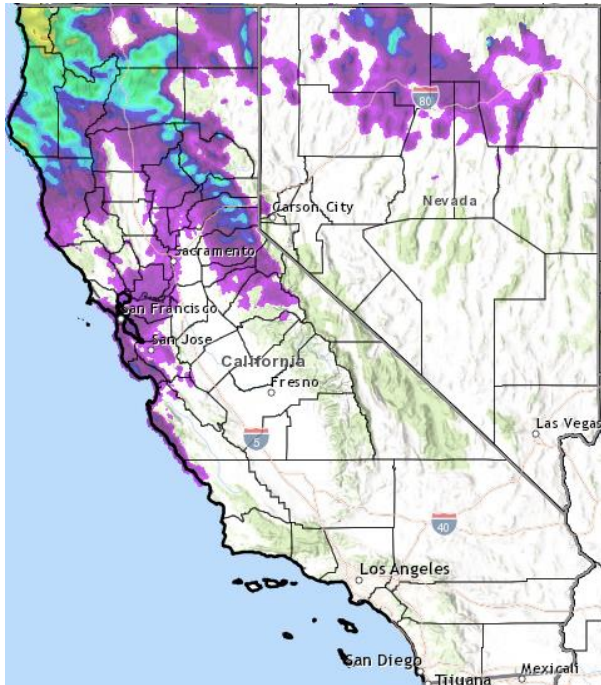 80
Carson City
Nevada
Sacramento
San Francisco
San Jose
California
Fresno
Las Vegas
5
40
Los Angeles
San Diego
Tijuana
Mexicali